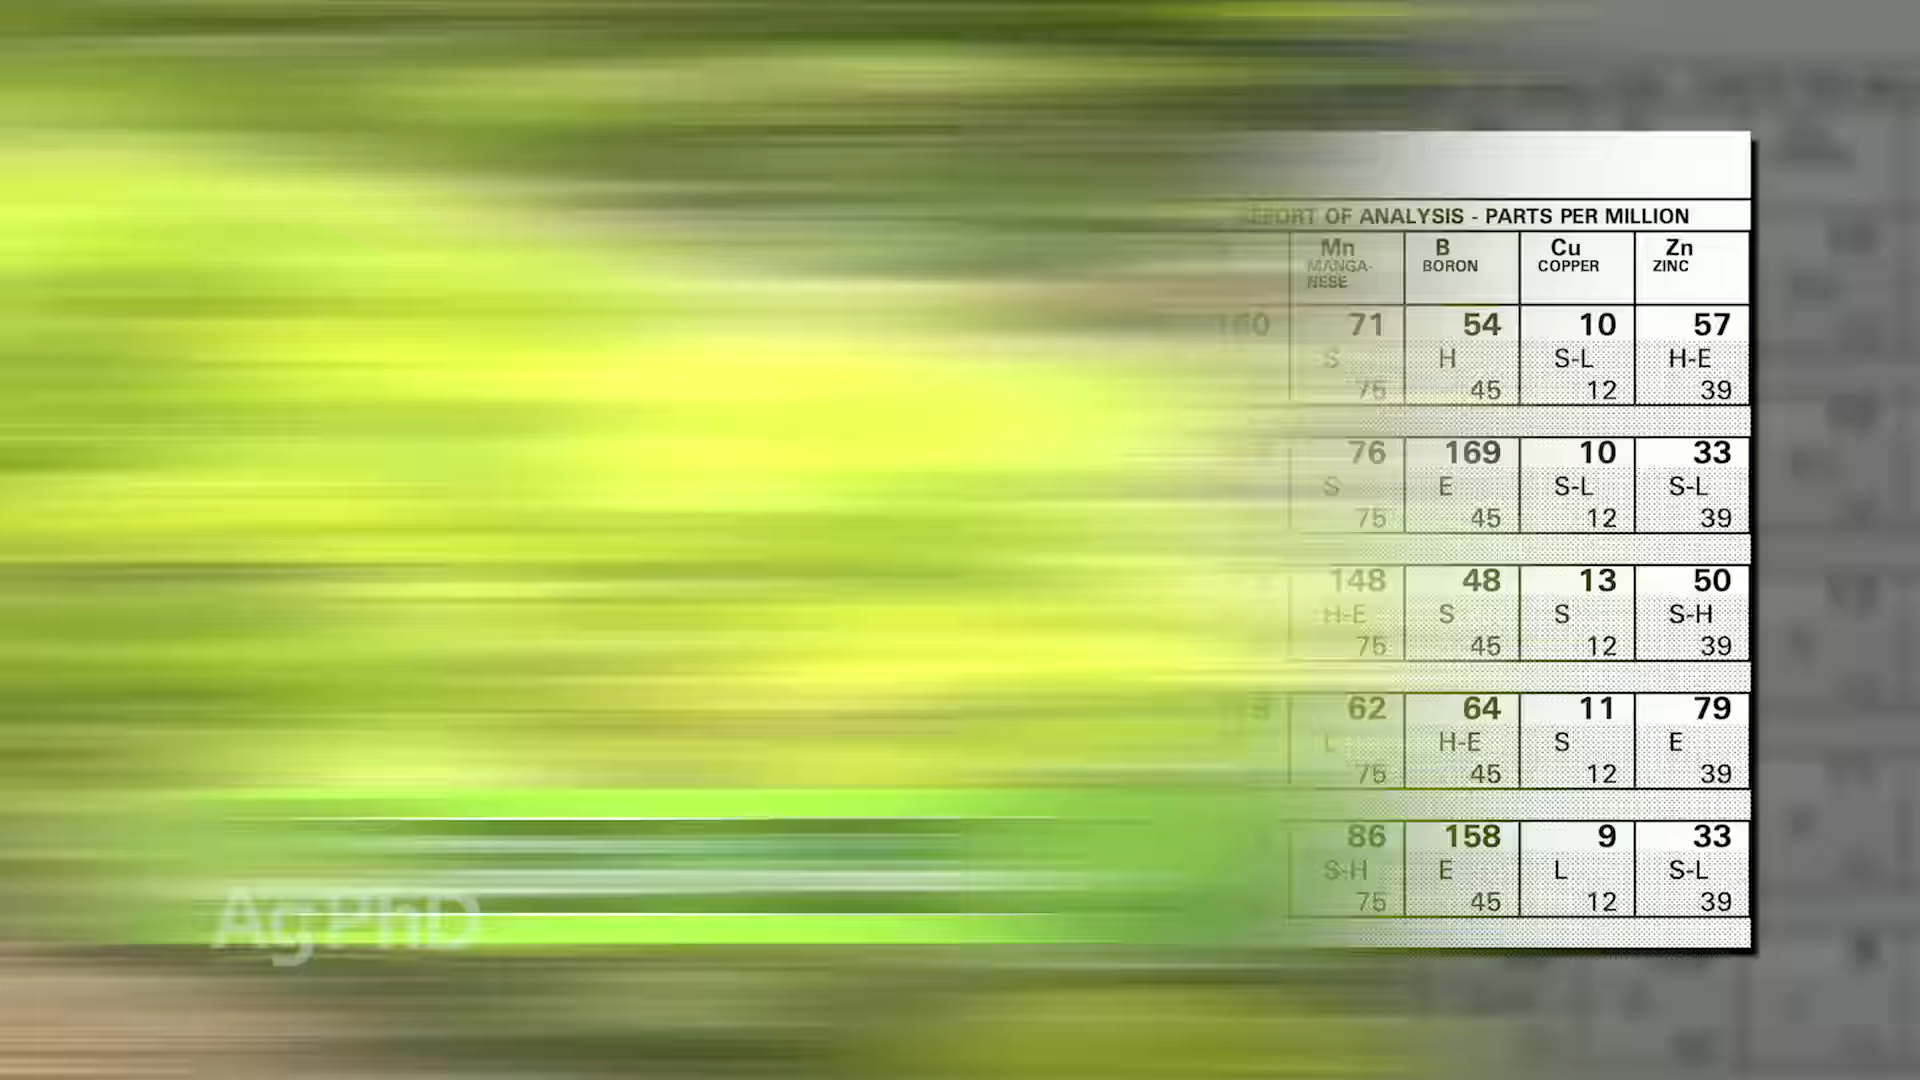 REPORT OF ANALYSIS - PARTS PER MILLION
Mn B Cu Zn
MANGA- BORON COPPER ZINC
NESE
160 71 54 10 57
S H S-L H-E
75 45 12 39
76 169 10 33
S E S-L S-L
75 45 12 39
148 48 13 50
H-E S S S-H
75 45 12 39
62 64 11 79
L H-E S E
75 45 12 39
86 158 9 33
S-H E L S-L
75 45 12 39
AgPhD